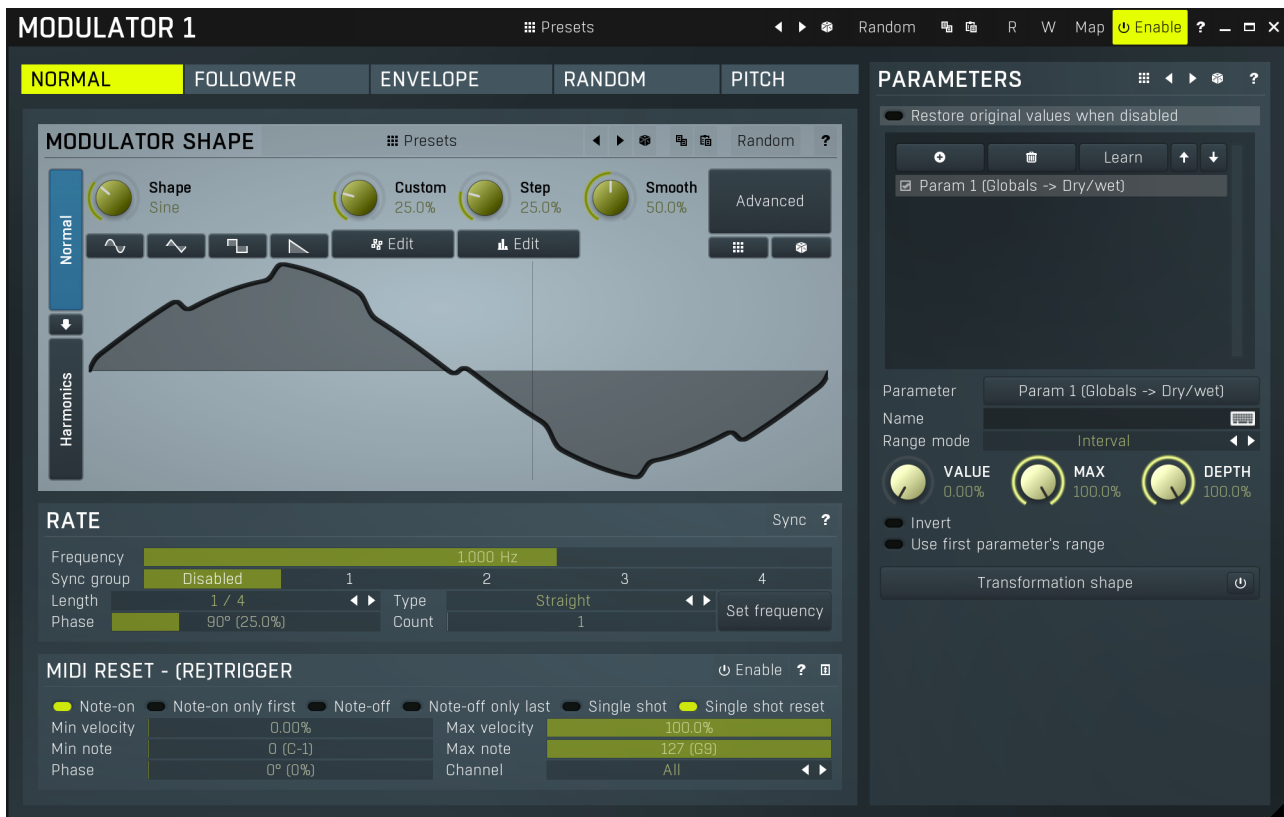 MODULATOR 1 Presets Random R W Map Enable ?
NORMAL FOLLOWER ENVELOPE RANDOM PITCH
MODULATOR SHAPE Presets Random ?
Normal
Harmonics
Shape
Sine
Custom
25.0%
Step
25.0%
Smooth
50.0%
Advanced
Edit Edit
RATE Sync ?
Frequency 1.000 Hz
Sync group Disabled 1 2 3 4
Length 1 / 4 Type Straight
Set frequency
Phase 90° (25.0%) Count 1
MIDI RESET - (RE)TRIGGER Enable ?
Note-on Note-on only first Note-off Note-off only last Single shot Single shot reset
Min velocity 0.00% Max velocity 100.0%
Min note 0 (C-1) Max note 127 (G9)
Phase 0° (0%) Channel All
PARAMETERS ?
Restore original values when disabled
Learn
Param 1 (Globals -> Dry/wet)
Parameter Param 1 (Globals -> Dry/wet)
Name
Range mode Interval
VALUE
0.00%
MAX
100.0%
DEPTH
100.0%
Invert
Use first parameter's range
Transformation shape